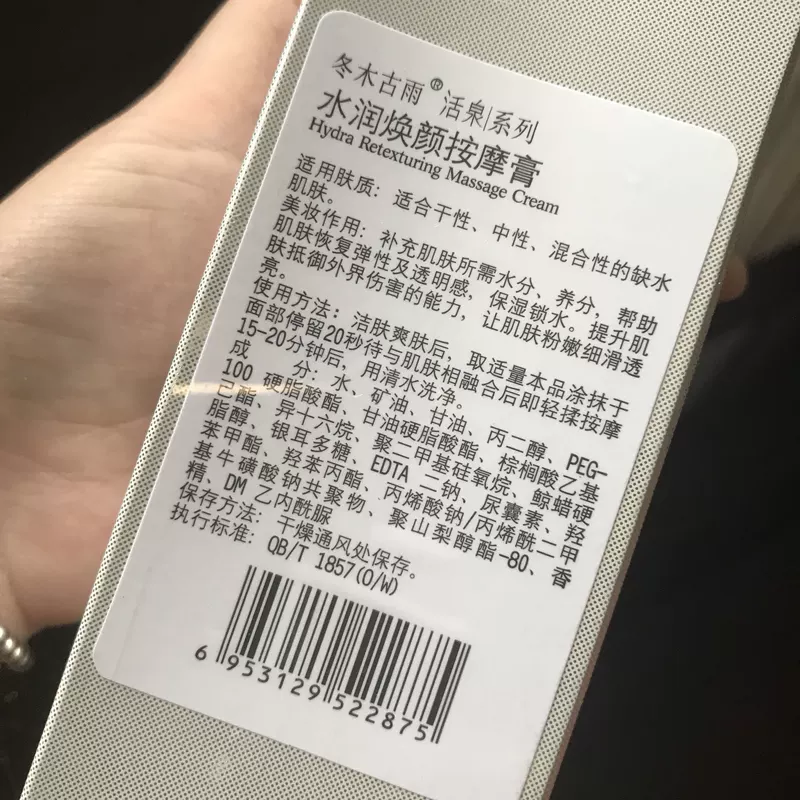 冬木古雨® 活泉|系列
水润焕颜按摩膏
Hydra Retexturing Massage Cream
适用肤质: 适合干性、中性、混合性的缺水
肌肤。
美妆作用: 补充肌肤所需水分、养分, 帮助
肌肤恢复弹性及透明感, 保湿锁水。提升肌
肤抵御外界伤害的能力, 让肌肤粉嫩细滑透
亮。
使用方法: 洁肤爽肤后, 取适量本品涂抹于
面部停留20秒待与肌肤相融合后即轻揉按摩
15-20分钟后, 用清水洗净。
成 分: 水、矿油、甘油、丙二醇、PEG-
100 硬脂酸酯、甘油硬脂酸酯、棕榈酸乙基
己酯、异十六烷、聚二甲基硅氧烷、鲸蜡硬
脂醇、银耳多糖、EDTA 二钠、尿囊素、羟
苯甲酯、羟苯丙酯、丙烯酸钠/丙烯酰二甲
基牛磺酸钠共聚物、聚山梨醇酯-80、香
精、DM 乙内酰脲
保存方法: 干燥通风处保存。
执行标准: QB/T 1857(O/W)
6 953129 522875